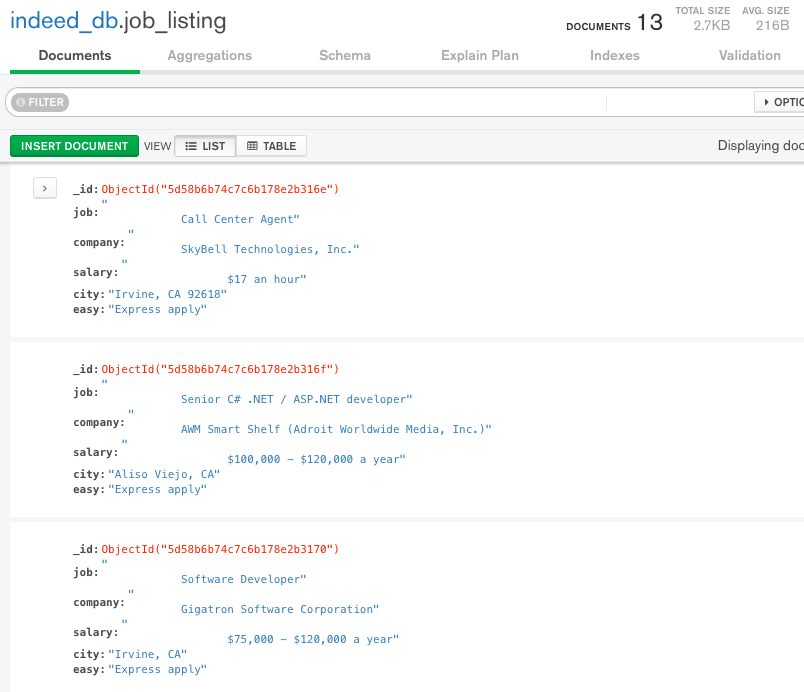 indeed_db.job_listing
DOCUMENTS 13
TOTAL SIZE 2.7KB
AVG. SIZE 216B
Documents Aggregations Schema Explain Plan Indexes Validation
FILTER
OPTIO
INSERT DOCUMENT VIEW LIST TABLE Displaying doc
_id: ObjectId("5d58b6b74c7c6b178e2b316e")
job: "
Call Center Agent"
company: "
SkyBell Technologies, Inc."
salary: "
$17 an hour"
city: "Irvine, CA 92618"
easy: "Express apply"
_id: ObjectId("5d58b6b74c7c6b178e2b316f")
job: "
Senior C# .NET / ASP.NET developer"
company: "
AWM Smart Shelf (Adroit Worldwide Media, Inc.)"
salary: "
$100,000 – $120,000 a year"
city: "Aliso Viejo, CA"
easy: "Express apply"
_id: ObjectId("5d58b6b74c7c6b178e2b3170")
job: "
Software Developer"
company: "
Gigatron Software Corporation"
salary: "
$75,000 – $120,000 a year"
city: "Irvine, CA"
easy: "Express apply"